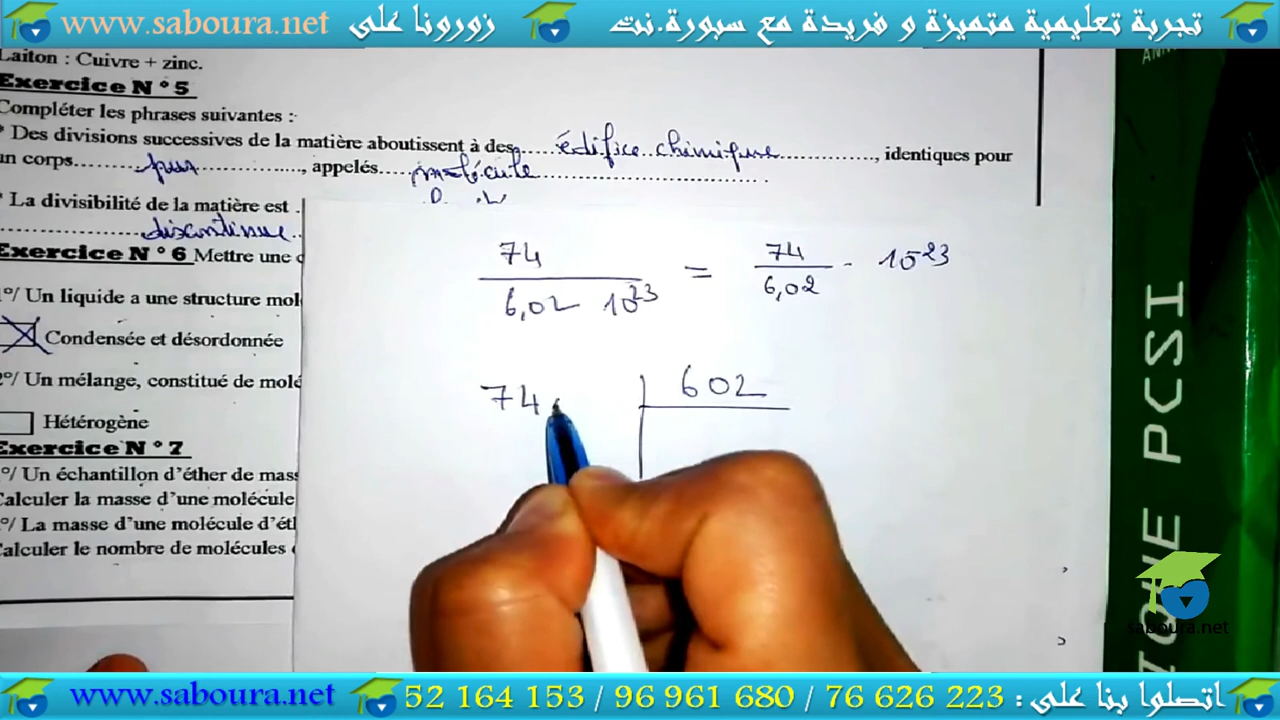 www.saboura.net زورونا على تجربة تعليمية متميزة و فريدة مع سبورة.نت
Laiton : Cuivre + zinc.
Exercice N° 5
Compléter les phrases suivantes :
* Des divisions successives de la matière aboutissent à des.....édifice chimique..............., identiques pour
un corps.........pur..............., appelés.....molécule...............................
* La divisibilité de la matière est .
....................discontinue..
Exercice N° 6 Mettre une c
1°/ Un liquide a une structure mol
Condensée et désordonnée
2°/ Un mélange, constitué de molé
Hétérogène
Exercice N° 7
1°/ Un échantillon d'éther de mass
Calculer la masse d'une molécule
2°/ La masse d'une molécule d'éth
Calculer le nombre de molécules
74 / 6,02 10^23 = 74 / 6,02 . 10^-23
74, 602
IQUE PCSI
saboura.net
www.saboura.net 52 164 153 / 96 961 680 / 76 626 223 : اتصلوا بنا على